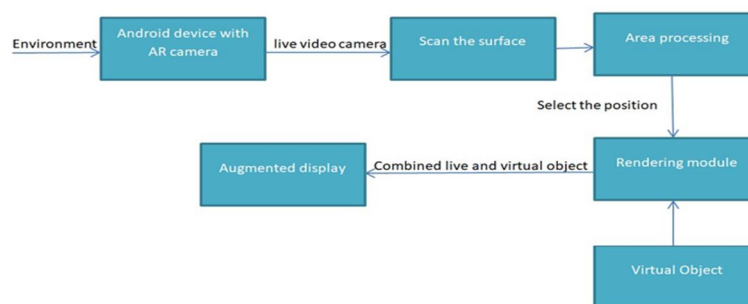 Environment
Android device with
AR camera
live video camera
Scan the surface
Area processing
Select the position
Augmented display
Combined live and virtual object
Rendering module
Virtual Object